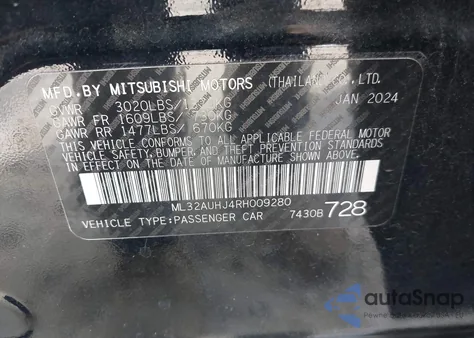 MFD.BY MITSUBISHI MOTORS (THAILAND) CO.,LTD.
GVWR 3020LBS/ JAN 2024
GAWR FR 1609LBS/ 730KG
GAWR RR 1477LBS/ 670KG
THIS VEHICLE CONFORMS TO ALL APPLICABLE FEDERAL MOTOR
VEHICLE SAFETY, BUMPER, AND THEFT PREVENTION STANDARDS
IN EFFECT ON THE DATE OF MANUFACTURE SHOWN ABOVE.
ML32AUHJ4RH009280
VEHICLE TYPE:PASSENGER CAR 7430B 728
autoSnap